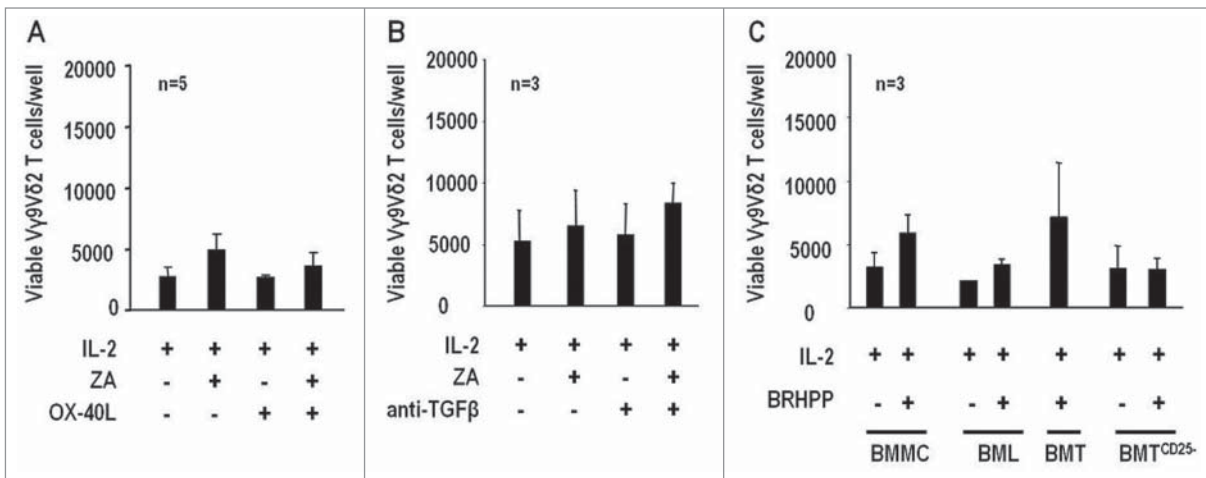 A
Viable Vγ9Vδ2 T cells/well
20000
15000
10000
5000
0
n=5
IL-2 + + + +
ZA - + - +
OX-40L - - + +
B
Viable Vγ9Vδ2 T cells/well
20000
15000
10000
5000
0
n=3
IL-2 + + + +
ZA - + - +
anti-TGFβ - - + +
C
Viable Vγ9Vδ2 T cells/well
20000
15000
10000
5000
0
n=3
IL-2 + + + + + + +
BRHPP - + - + + - +
BMMC BML BMT BMT^CD25-